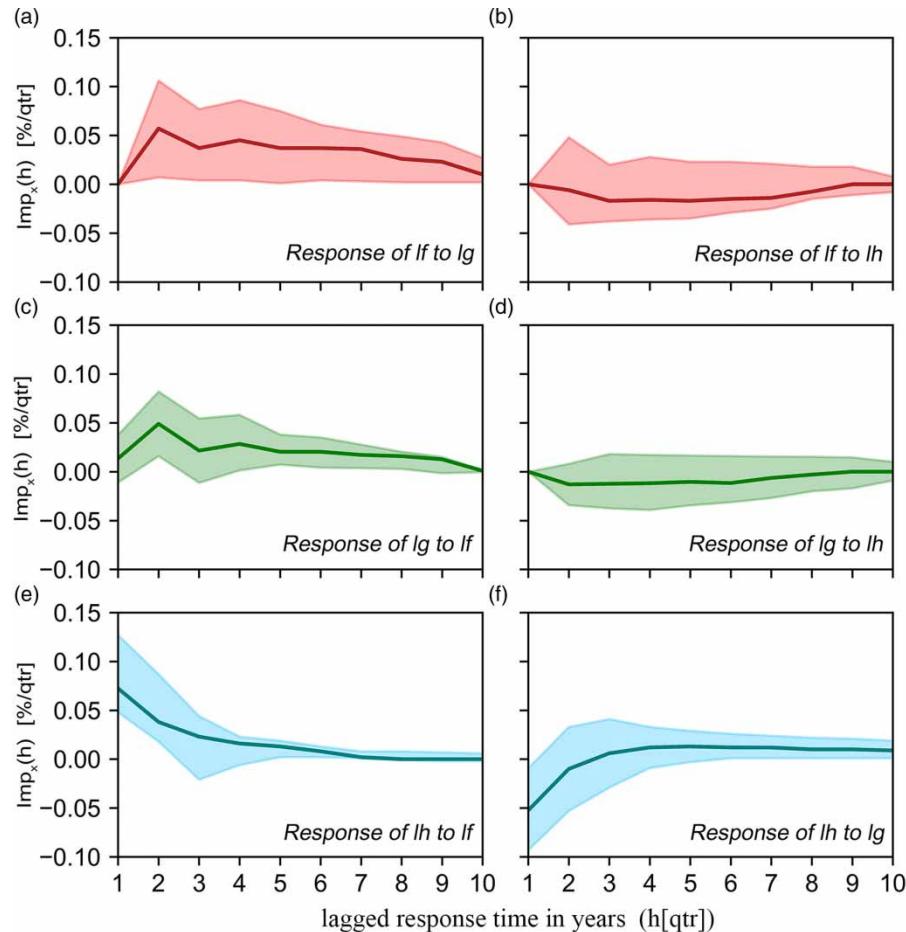 (a)
(b)
0.15
0.10
0.05
0.00
−0.05
−0.10
Impx(h) [%/qtr]
Response of lf to lg
Response of lf to lh
(c)
(d)
0.15
0.10
0.05
0.00
−0.05
−0.10
Impx(h) [%/qtr]
Response of lg to lf
Response of lg to lh
(e)
(f)
0.15
0.10
0.05
0.00
−0.05
−0.10
Impx(h) [%/qtr]
Response of lh to lf
Response of lh to lg
1 2 3 4 5 6 7 8 9 10
1 2 3 4 5 6 7 8 9 10
lagged response time in years (h[qtr])